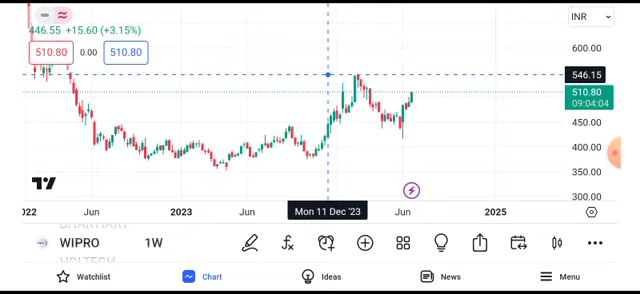 446.55 +15.60 (+3.15%)
INR
510.80 0.00 510.80
600.00
546.15
510.80
09:04:04
450.00
400.00
350.00
300.00
2022 Jun 2023 Jun Mon 11 Dec '23 Jun 2025
WIPRO 1W
HCLTECH
Watchlist Chart Ideas News Menu